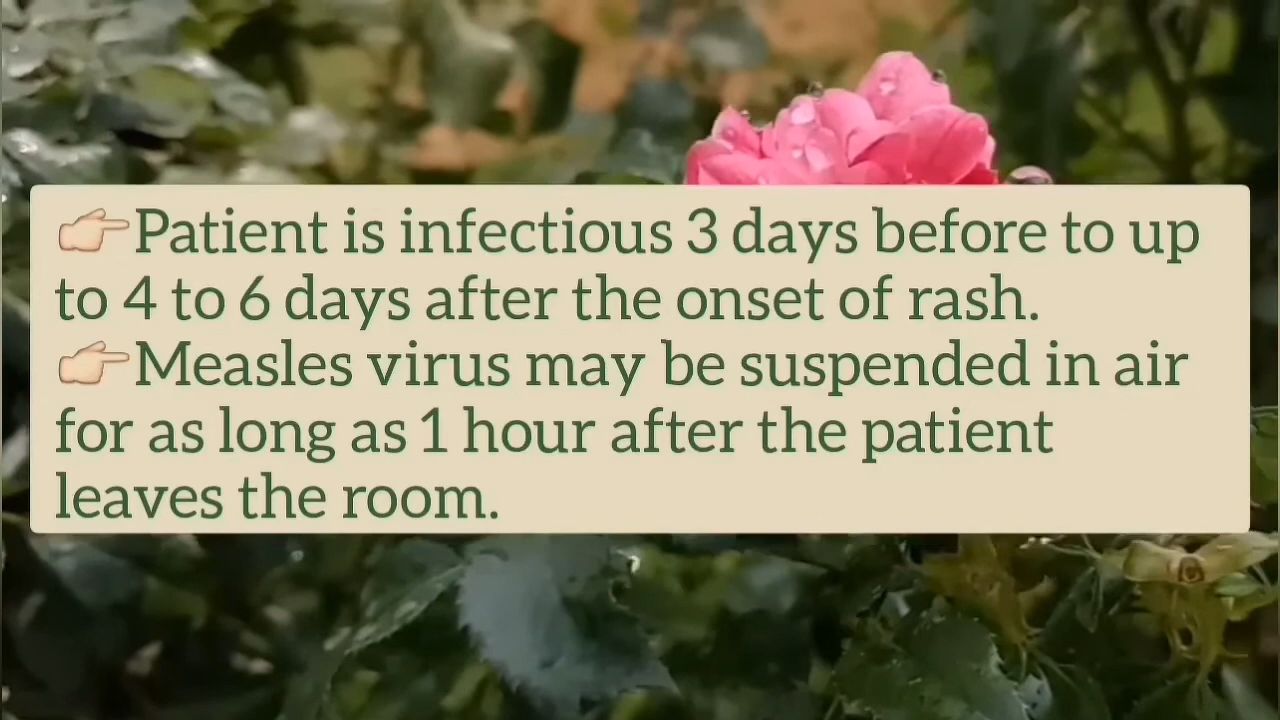 👉Patient is infectious 3 days before to up
to 4 to 6 days after the onset of rash.
👉Measles virus may be suspended in air
for as long as 1 hour after the patient
leaves the room.